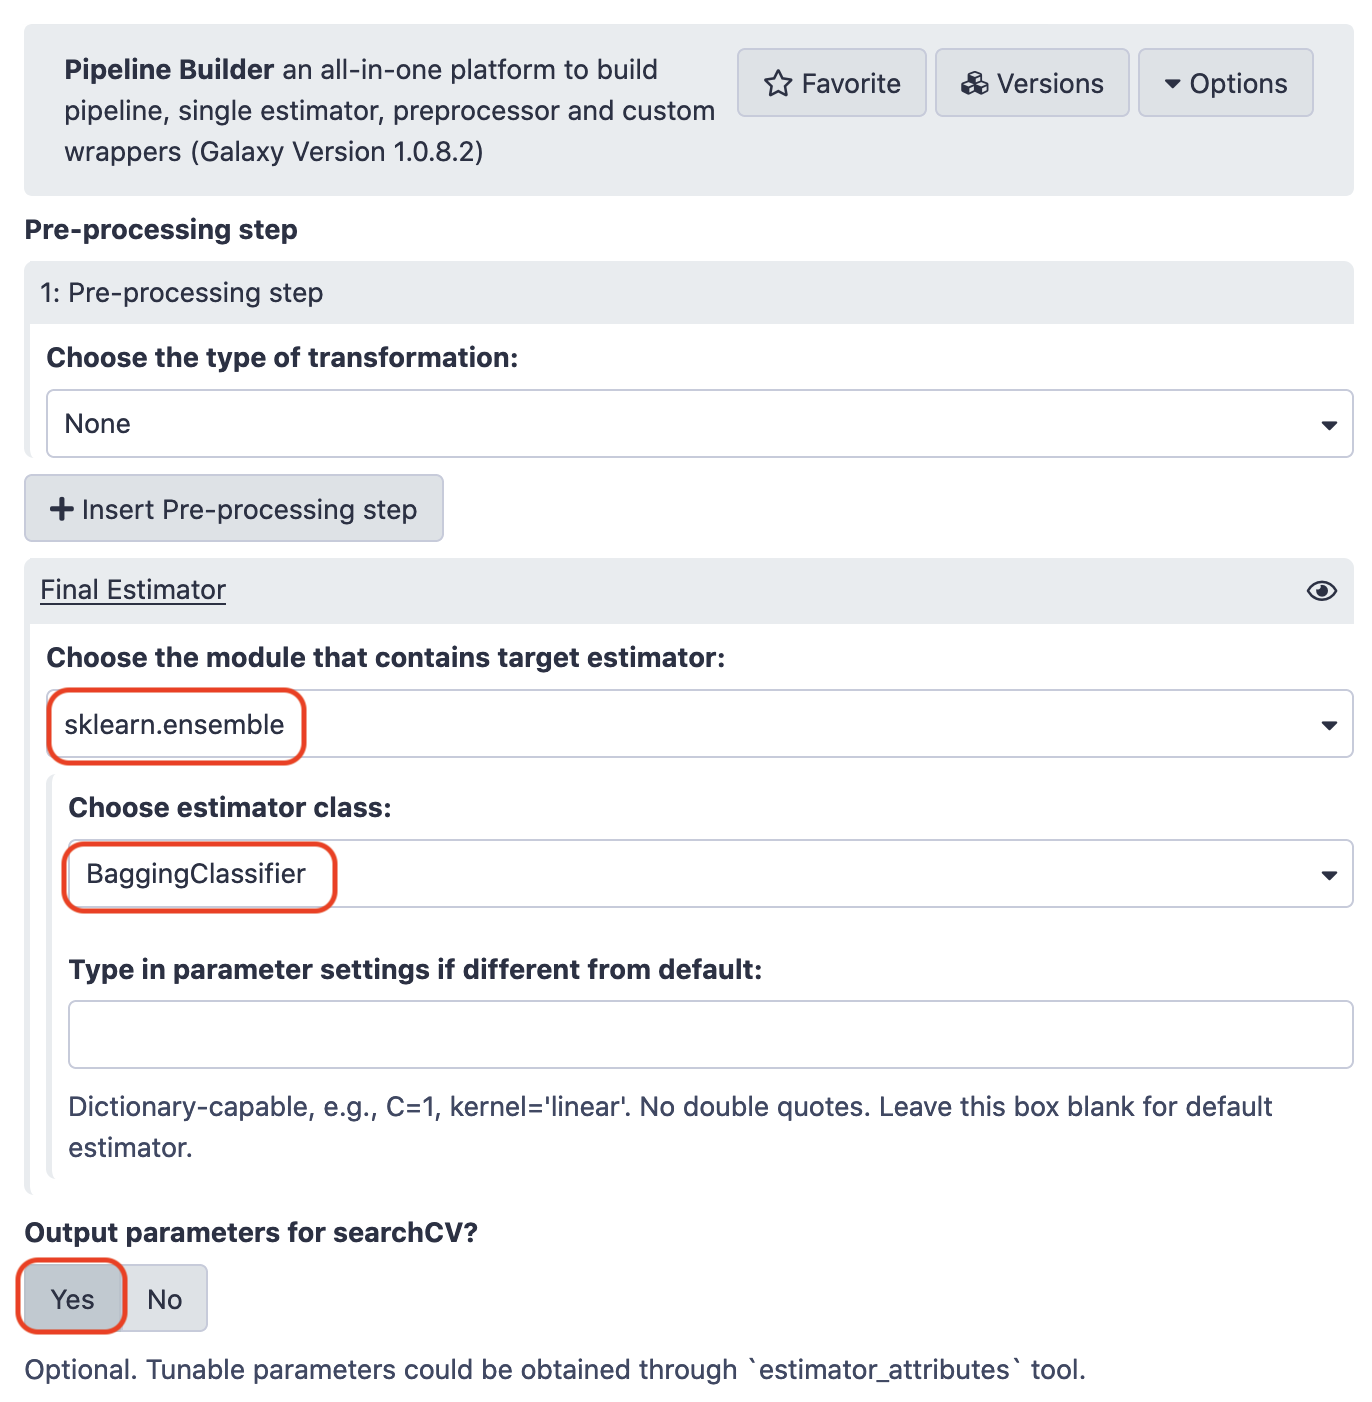 Pipeline Builder an all-in-one platform to build
pipeline, single estimator, preprocessor and custom
wrappers (Galaxy Version 1.0.8.2)
Favorite
Versions
Options
Pre-processing step
1: Pre-processing step
Choose the type of transformation:
None
Insert Pre-processing step
Final Estimator
Choose the module that contains target estimator:
sklearn.ensemble
Choose estimator class:
BaggingClassifier
Type in parameter settings if different from default:
Dictionary-capable, e.g., C=1, kernel='linear'. No double quotes. Leave this box blank for default
estimator.
Output parameters for searchCV?
Yes No
Optional. Tunable parameters could be obtained through `estimator_attributes` tool.